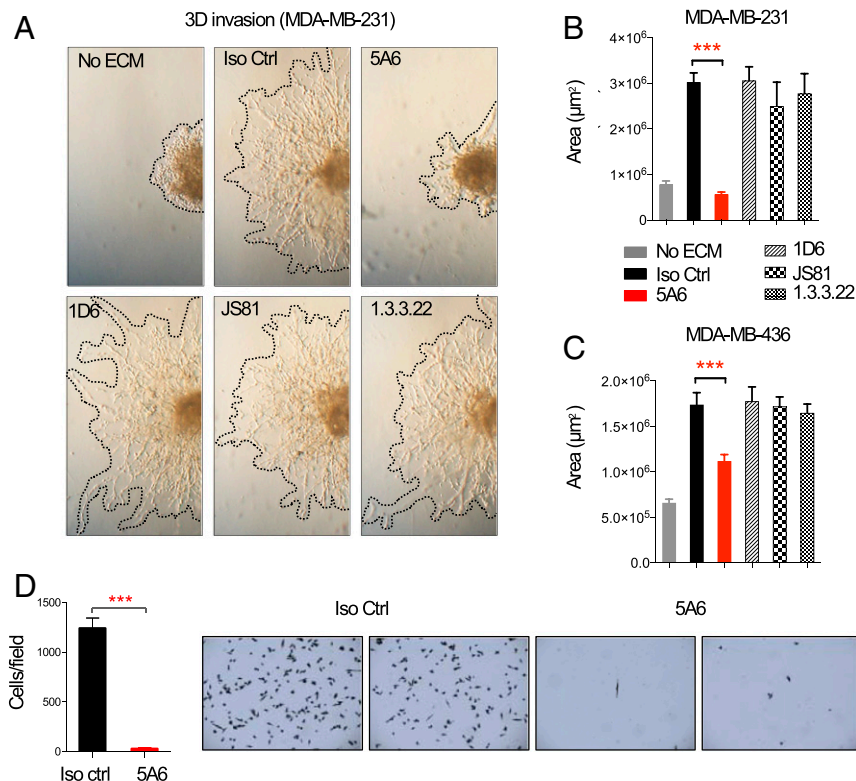 A
3D invasion (MDA-MB-231)
No ECM
Iso Ctrl
5A6
1D6
JS81
1.3.3.22
B
MDA-MB-231
***
4×10⁶
3×10⁶
2×10⁶
1×10⁶
0
Area (µm²)
No ECM
Iso Ctrl
5A6
1D6
JS81
1.3.3.22
C
MDA-MB-436
***
2.0×10⁶
1.5×10⁶
1.0×10⁶
5.0×10⁵
0.0
Area (µm²)
D
***
1500
1000
500
0
Cells/field
Iso ctrl
5A6
Iso Ctrl
5A6